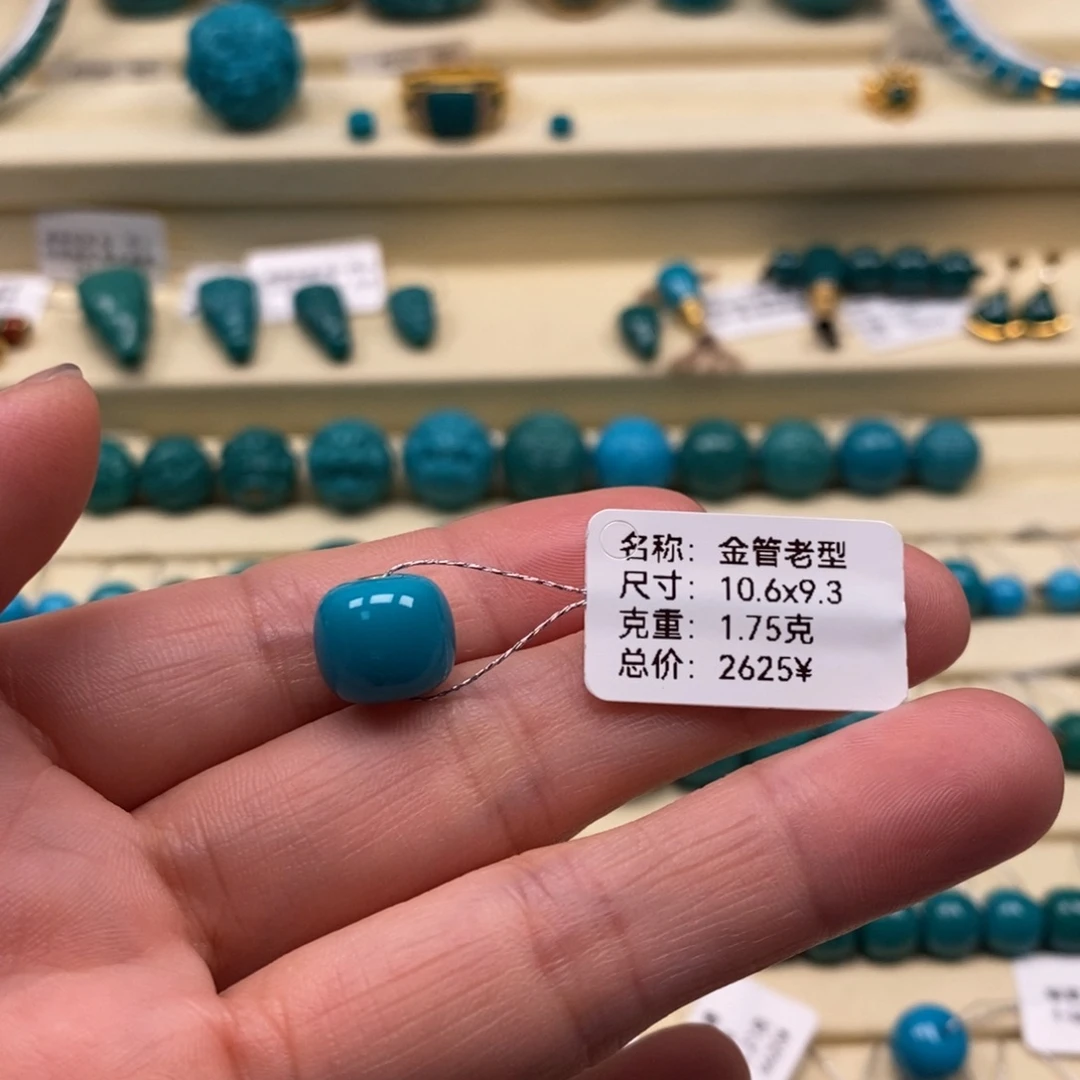 名称: 金管老型
尺寸: 10.6x9.3
克重: 1.75克
总价: 2625¥